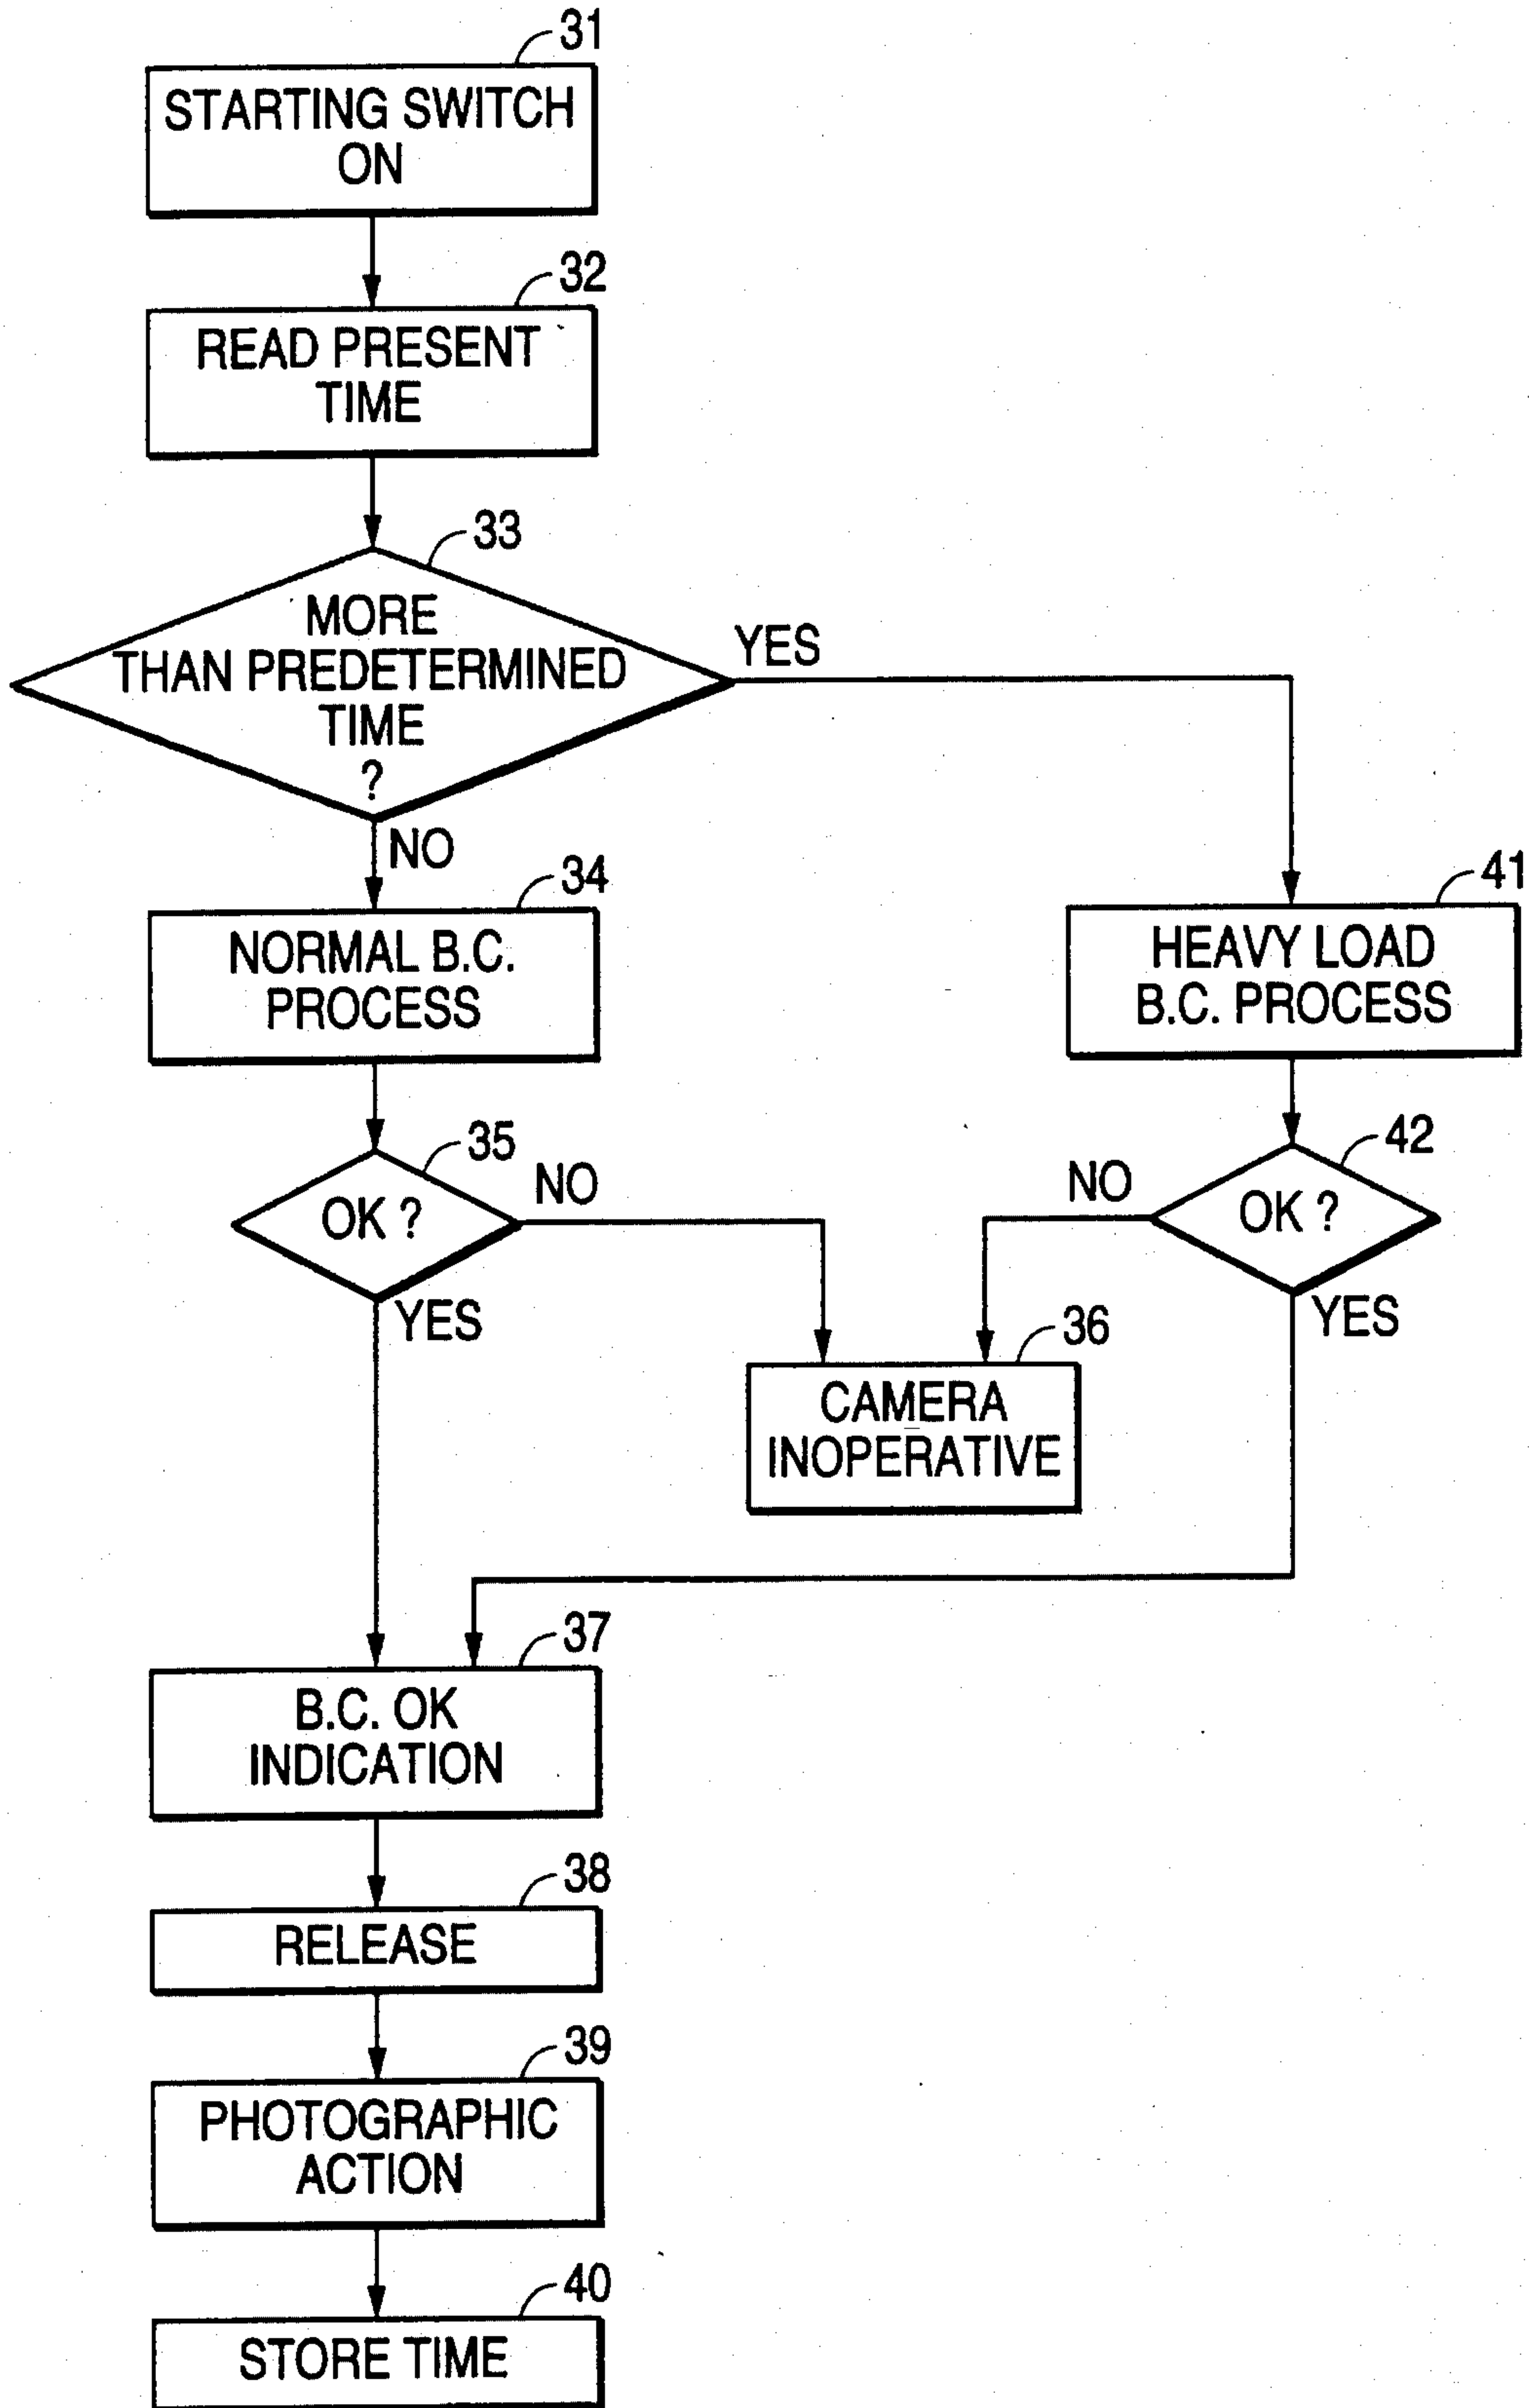 31
STARTING SWITCH
ON
32
READ PRESENT
TIME
33
MORE
THAN PREDETERMINED
TIME
?
YES
NO
34
NORMAL B.C.
PROCESS
41
HEAVY LOAD
B.C. PROCESS
35
OK ?
NO
YES
42
OK ?
NO
YES
36
CAMERA
INOPERATIVE
37
B.C. OK
INDICATION
38
RELEASE
39
PHOTOGRAPHIC
ACTION
40
STORE TIME